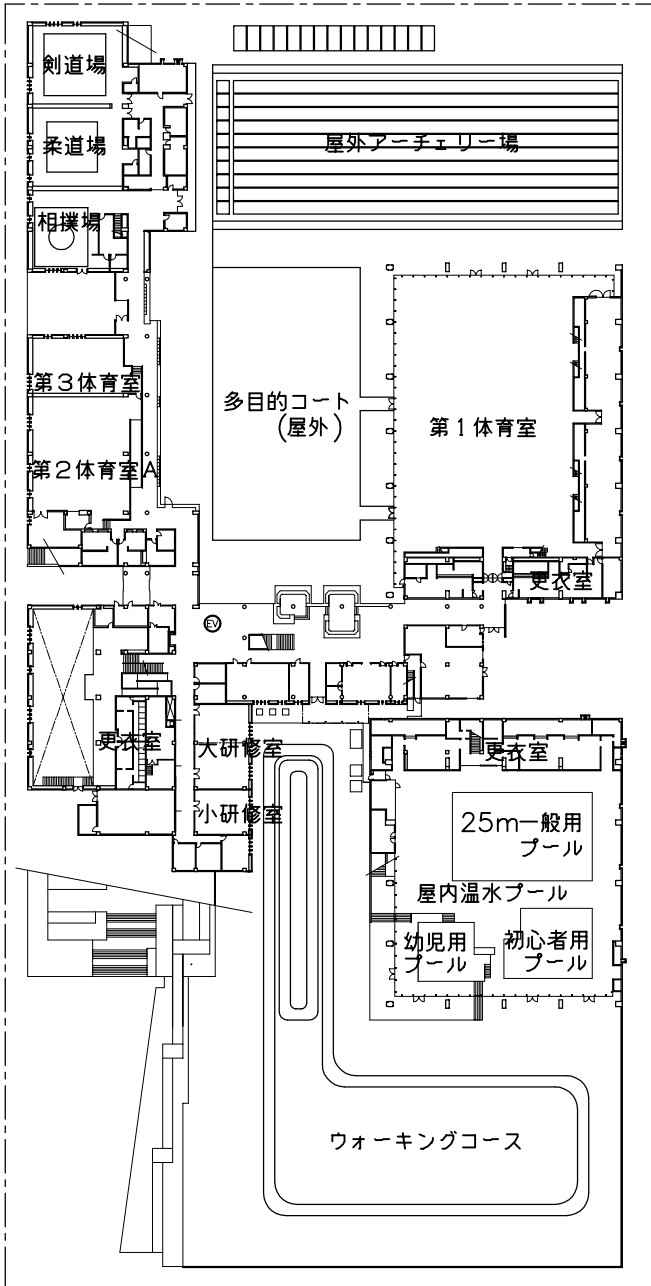 剣道場
屋外アーチェリー場
柔道場
相撲場
第3体育室
多目的コート
(屋外)
第1体育室
第2体育室A
更衣室
EV
更衣室
大研修室
更衣室
小研修室
25m一般用
プール
屋内温水プール
幼児用
プール
初心者用
プール
ウォーキングコース